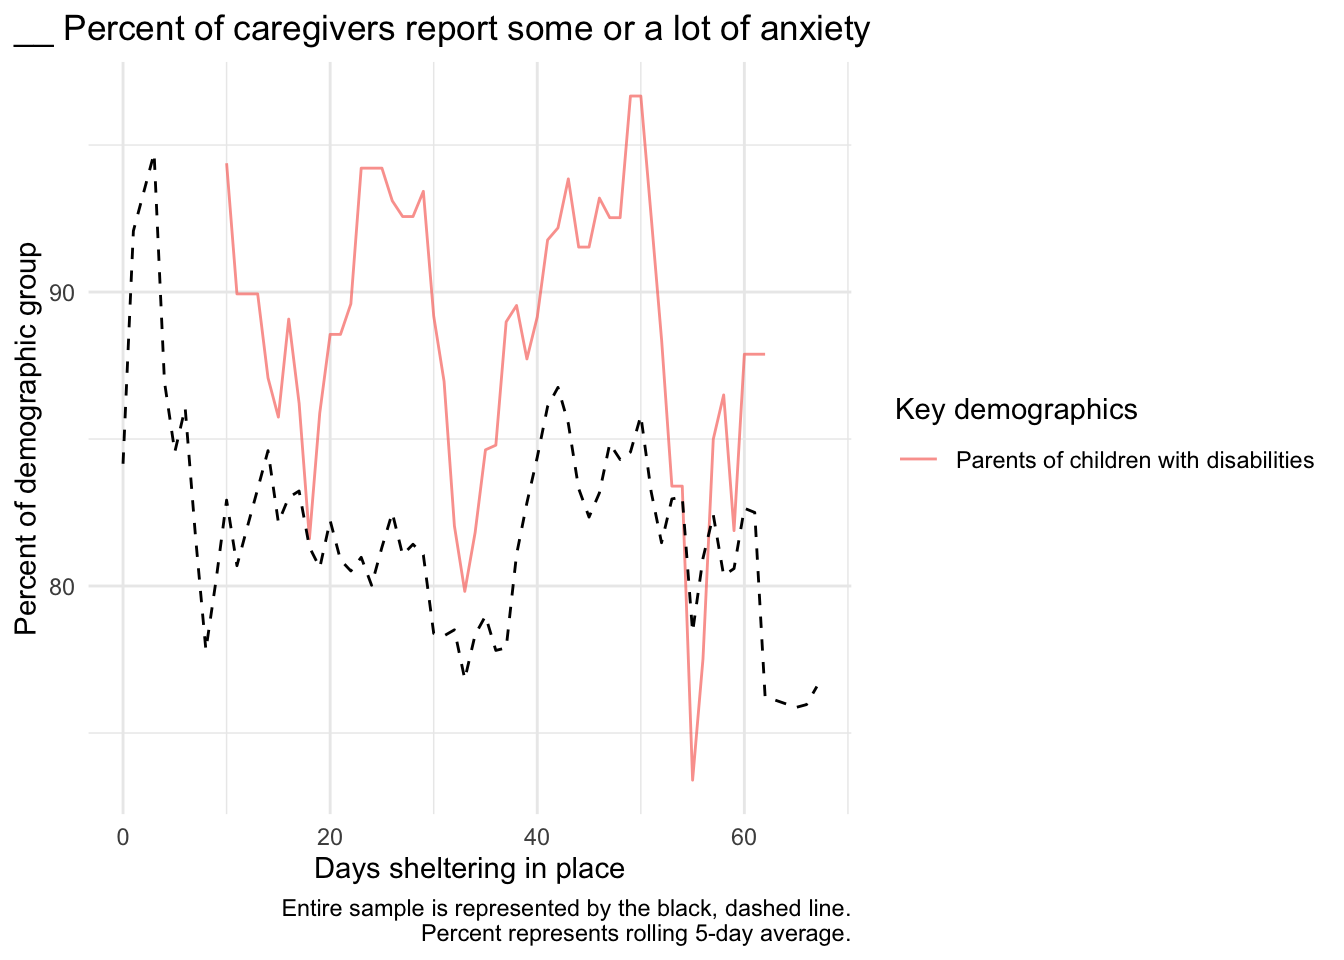 __ Percent of caregivers report some or a lot of anxiety
Percent of demographic group
90
80
0 20 40 60
Days sheltering in place
Key demographics
Parents of children with disabilities
Entire sample is represented by the black, dashed line.
Percent represents rolling 5-day average.